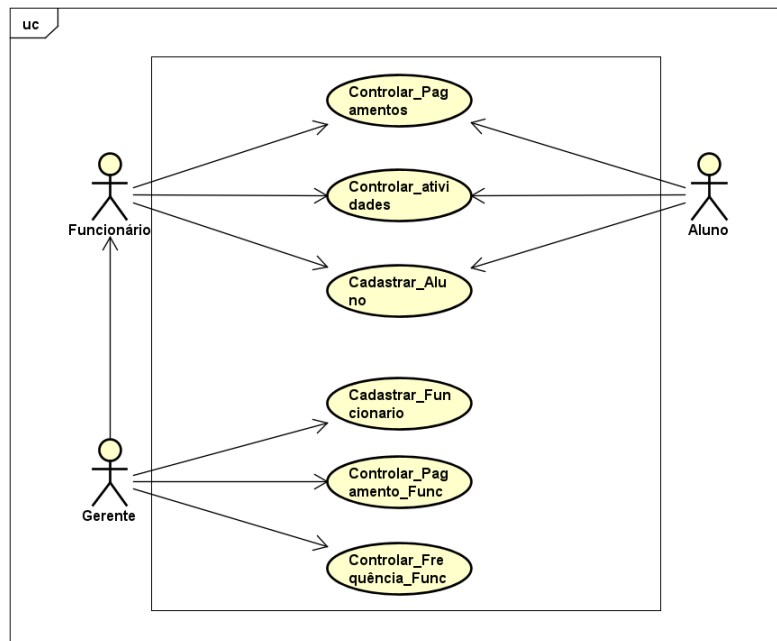 uc
Controlar_Pag
amentos
Controlar_ativi
dades
Funcionário
Aluno
Cadastrar_Alu
no
Cadastrar_Fun
cionario
Controlar_Pag
amento_Func
Gerente
Controlar_Fre
quência_Func